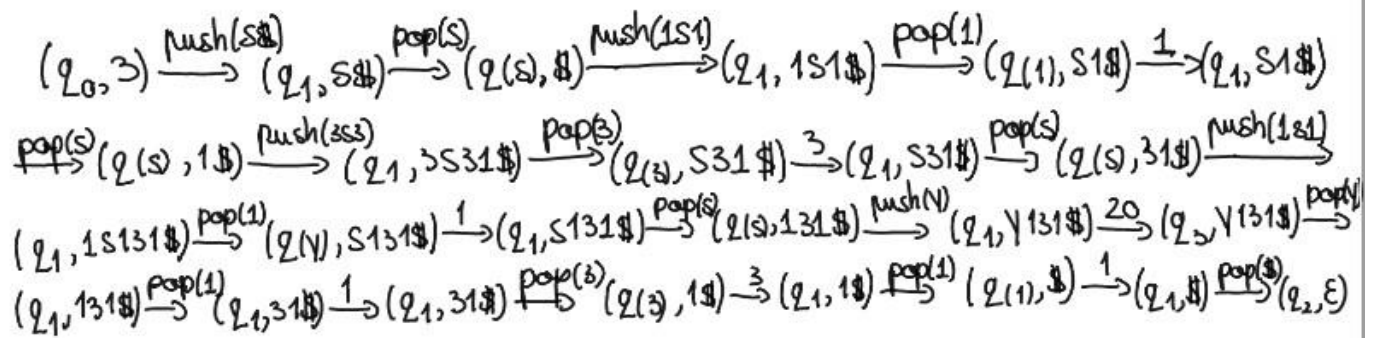 (q0, 3) push(S$) → (q1, S$) pop(S) → (q(S), $) push(1S1) → (q1, 1S1$) pop(1) → (q(1), S1$) 1 → (q1, S1$)
pop(S) → (q(S), 1$) push(3S3) → (q1, 3S31$) pop(3) → (q(3), S31$) 3 → (q1, S31$) pop(S) → (q(S), 31$) push(1S1) →
(q1, 1S131$) pop(1) → (q(Y), S131$) 1 → (q1, S131$) pop(S) → (q(S), 131$) push(Y) → (q1, Y131$) 20 → (q3, Y131$) pop(Y) →
(q1, 131$) pop(1) → (q1, 31$) 1 → (q1, 31$) pop(3) → (q(3), 1$) 3 → (q1, 1$) pop(1) → (q(1), $) 1 → (q1, $) pop($) → (q2, ε)